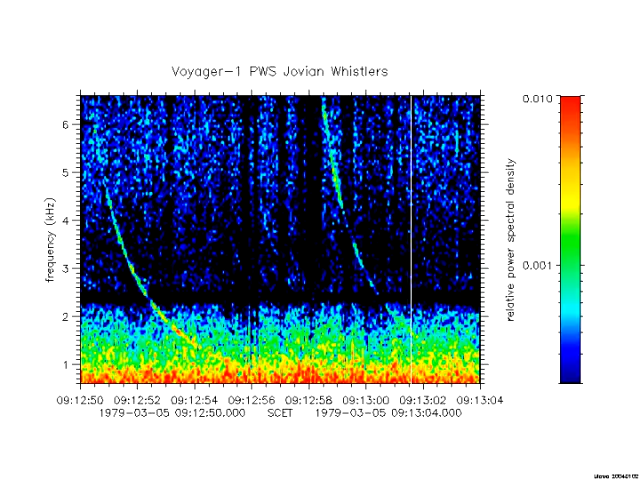 Voyager-1 PWS Jovian Whistlers
0.010
0.001
relative power spectral density
frequency (kHz)
6
5
4
3
2
1
09:12:50 09:12:52 09:12:54 09:12:56 09:12:58 09:13:00 09:13:02 09:13:04
1979-03-05 09:12:50.000 SCET 1979-03-05 09:13:04.000